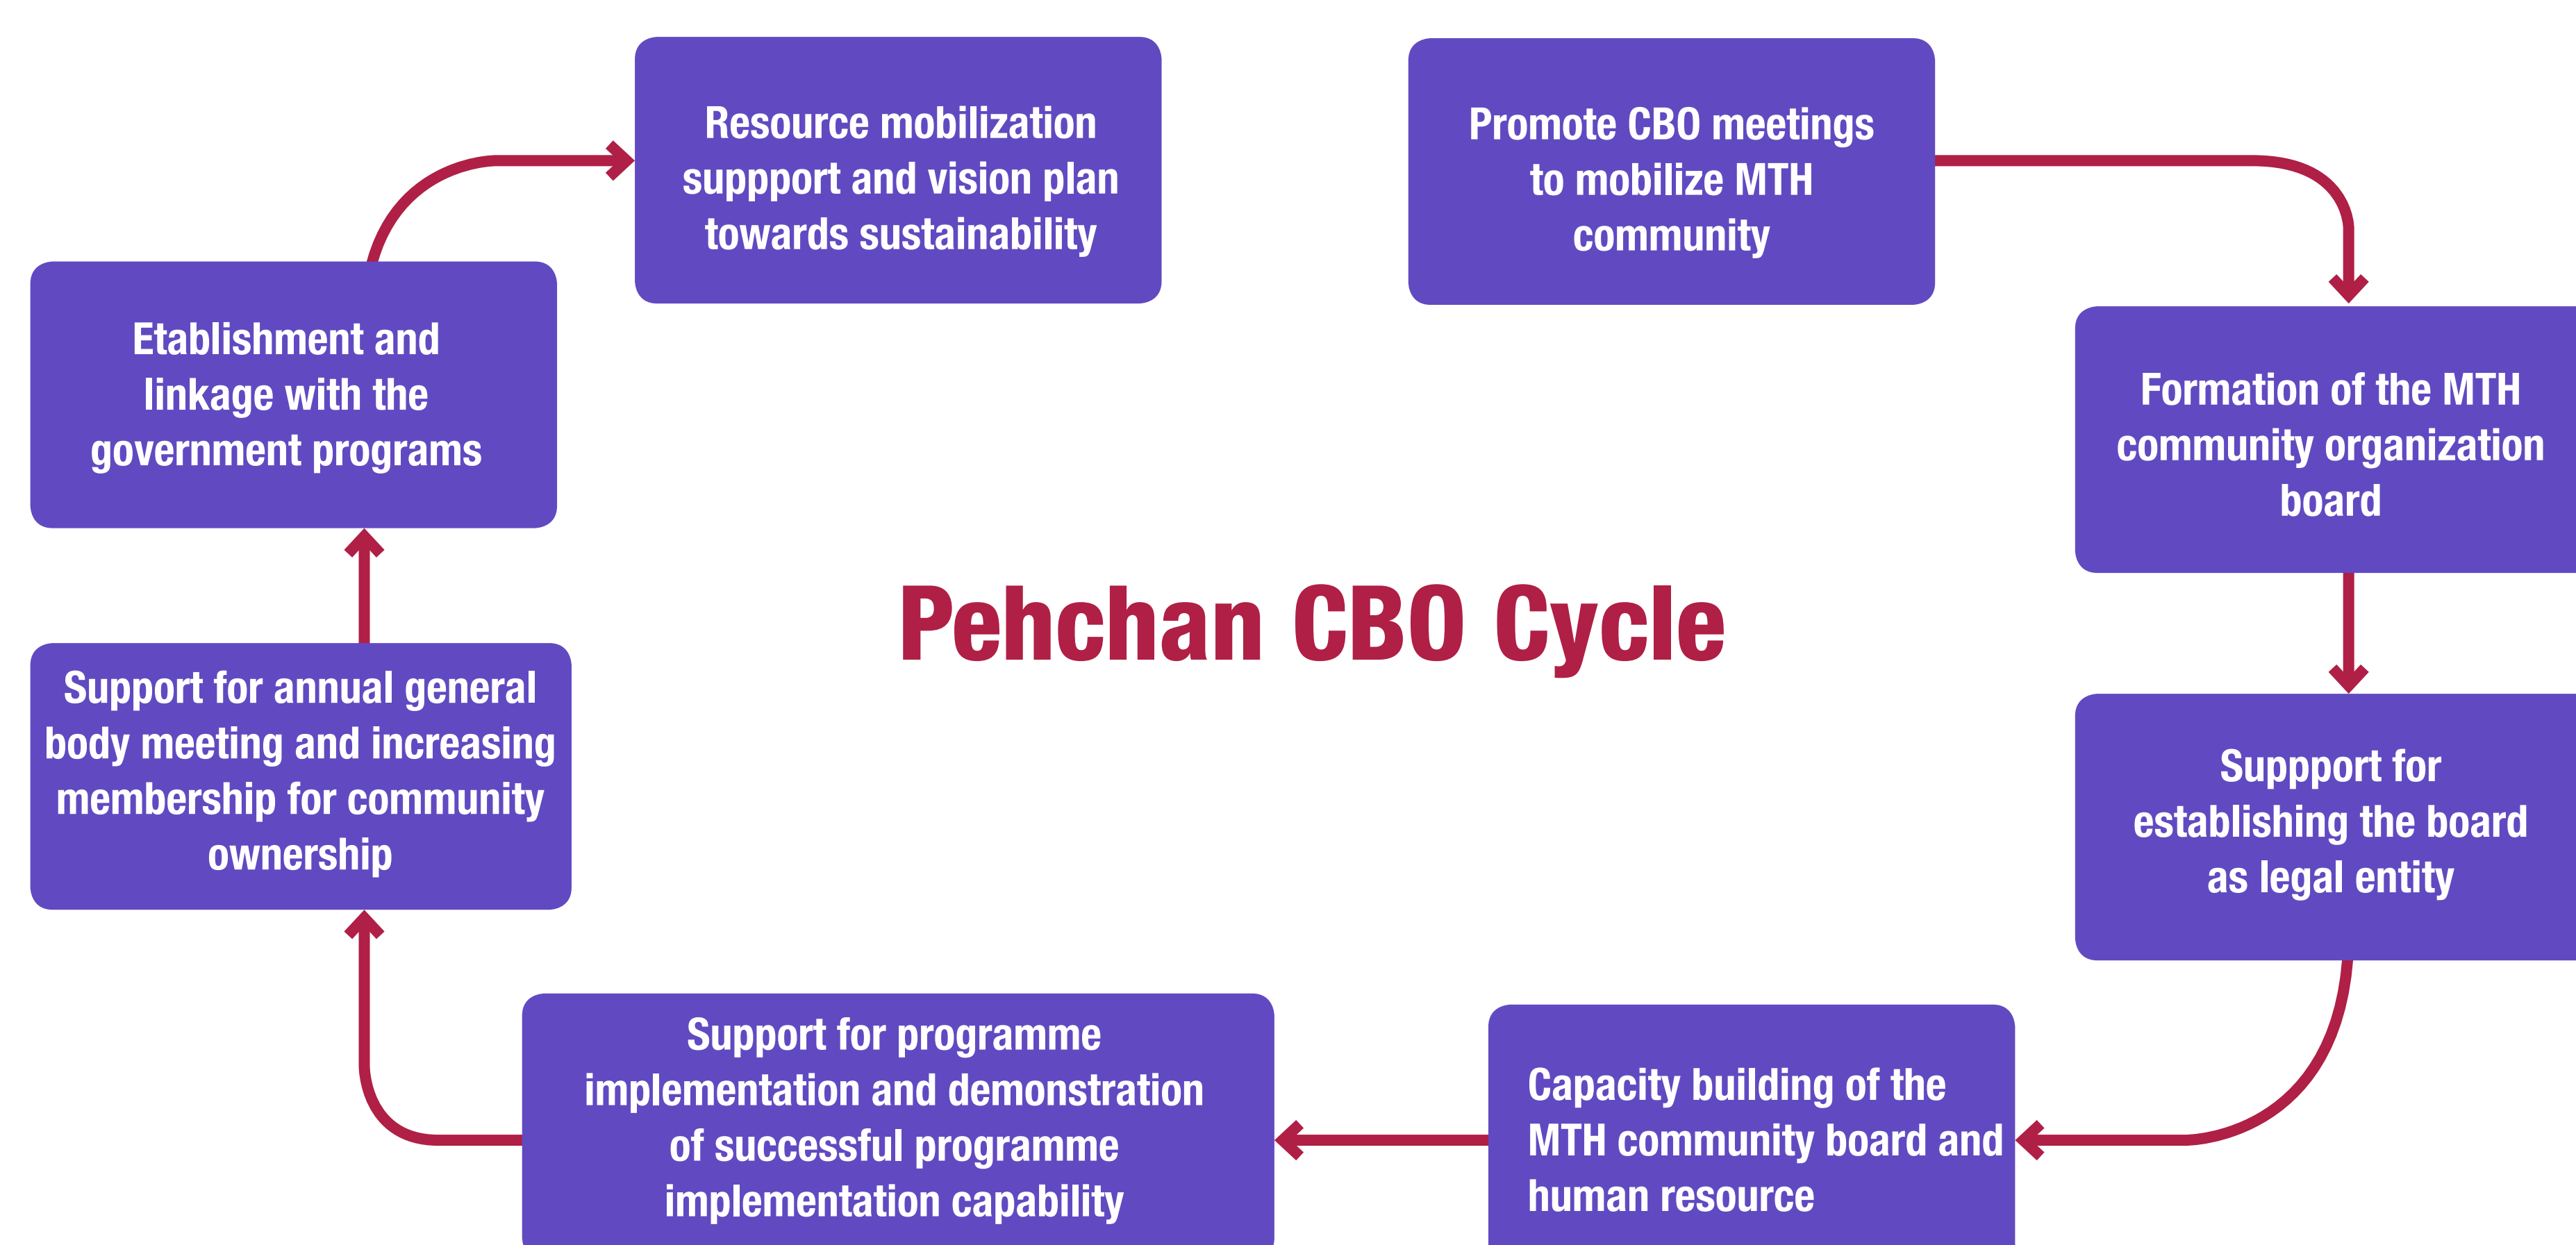 Resource mobilization
suppport and vision plan
towards sustainability
Promote CBO meetings
to mobilize MTH
community
Etablishment and
linkage with the
government programs
Formation of the MTH
community organization
board
Pehchan CBO Cycle
Support for annual general
body meeting and increasing
membership for community
ownership
Suppport for
establishing the board
as legal entity
Support for programme
implementation and demonstration
of successful programme
implementation capability
Capacity building of the
MTH community board and
human resource